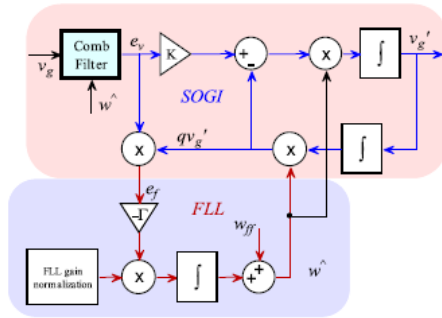 Comb
Filter
v_g
e_v
K
+
-
x
∫
v_g'
w^
SOGI
x
qv_g'
x
∫
e_f
FLL
-Γ
w_ff
FLL gain
normalization
x
∫
+
+
w^